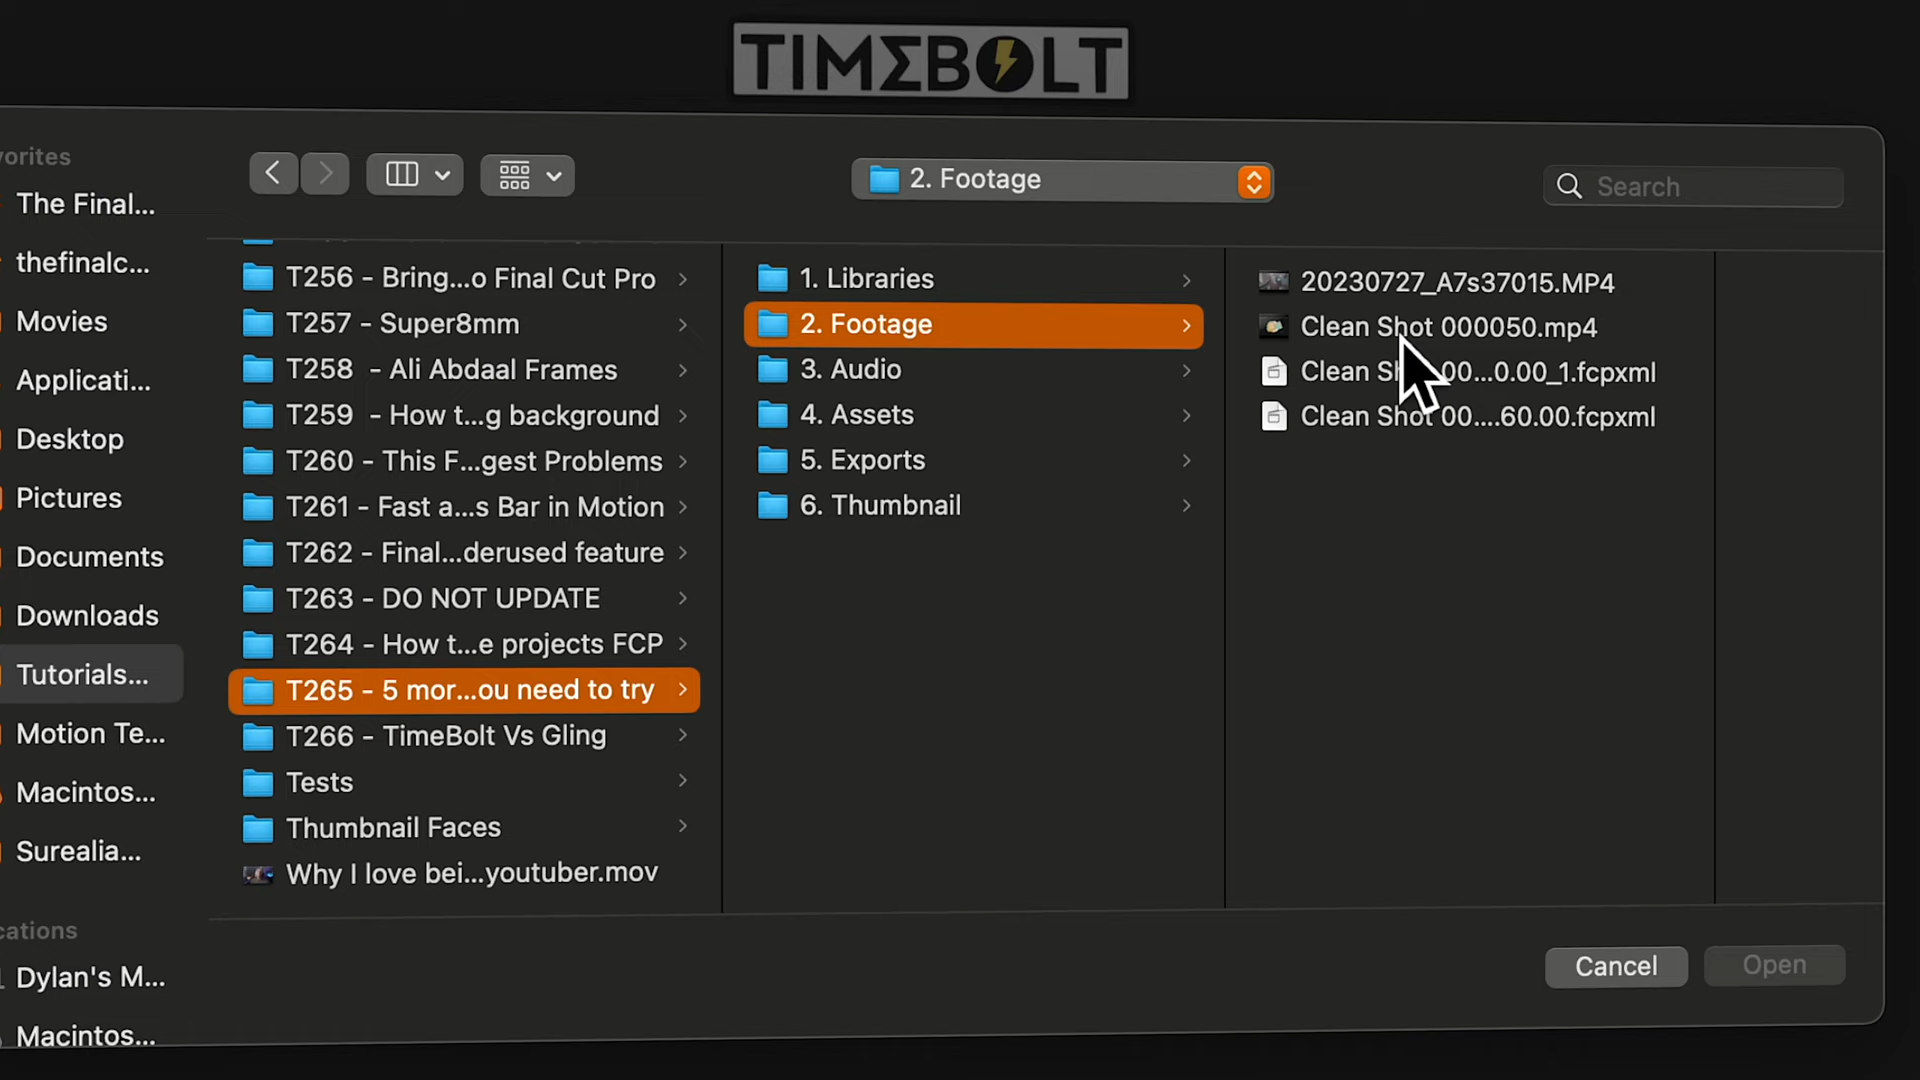 TIMΣBOLT
vorites
The Final...
thefinalc...
Movies
Applicati...
Desktop
Pictures
Documents
Downloads
Tutorials...
Motion Te...
Macintos...
Surealia...
cations
Dylan's M...
Macintos...
2. Footage
Search
T256 - Bring...o Final Cut Pro
T257 - Super8mm
T258 - Ali Abdaal Frames
T259 - How t...g background
T260 - This F...gest Problems
T261 - Fast a...s Bar in Motion
T262 - Final...derused feature
T263 - DO NOT UPDATE
T264 - How t...e projects FCP
T265 - 5 mor...ou need to try
T266 - TimeBolt Vs Gling
Tests
Thumbnail Faces
Why I love bei...youtuber.mov
1. Libraries
2. Footage
3. Audio
4. Assets
5. Exports
6. Thumbnail
20230727_A7s37015.MP4
Clean Shot 000050.mp4
Clean Sh 00...0.00_1.fcpxml
Clean Shot 00....60.00.fcpxml
Cancel
Open